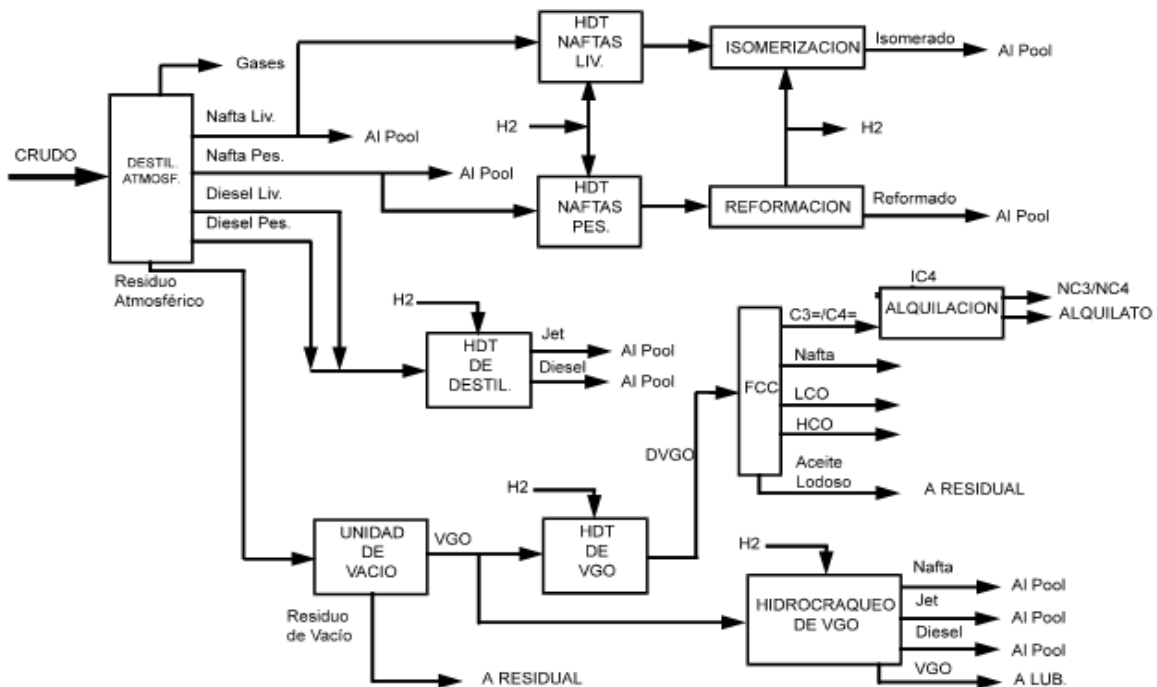 HDT
NAFTAS
LIV.
ISOMERIZACION
Isomerado
Al Pool
Gases
Nafta Liv.
Al Pool
H2
H2
CRUDO
DESTIL.
ATMOSF.
Nafta Pes.
Al Pool
HDT
NAFTAS
PES.
REFORMACION
Reformado
Al Pool
Diesel Liv.
Diesel Pes.
Residuo
Atmosférico
H2
HDT
DE
DESTIL.
Jet
Al Pool
Diesel
Al Pool
IC4
C3=/C4=
ALQUILACION
NC3/NC4
ALQUILATO
FCC
Nafta
LCO
HCO
Aceite
Lodoso
A RESIDUAL
DVGO
H2
UNIDAD
DE
VACIO
VGO
HDT
DE
VGO
Residuo
de Vacío
A RESIDUAL
H2
HIDROCRAQUEO
DE VGO
Nafta
Al Pool
Jet
Al Pool
Diesel
Al Pool
VGO
A LUB.